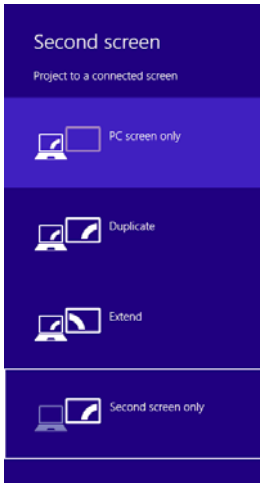 Second screen
Project to a connected screen
PC screen only
Duplicate
Extend
Second screen only